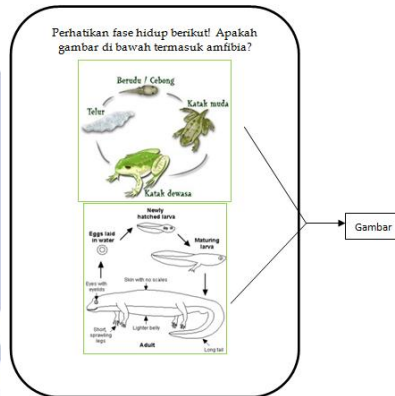 Perhatikan fase hidup berikut! Apakah
gambar di bawah termasuk amfibia?
Berudu / Cebong
Katak muda
Telur
Katak dewasa
Newly
hatched larva
Eggs laid
in water
Maturing
larva
Eyes with
eyelids
Skin with no scales
Short,
sprawling
legs
Lighter belly
Adult
Long tail
Gambar